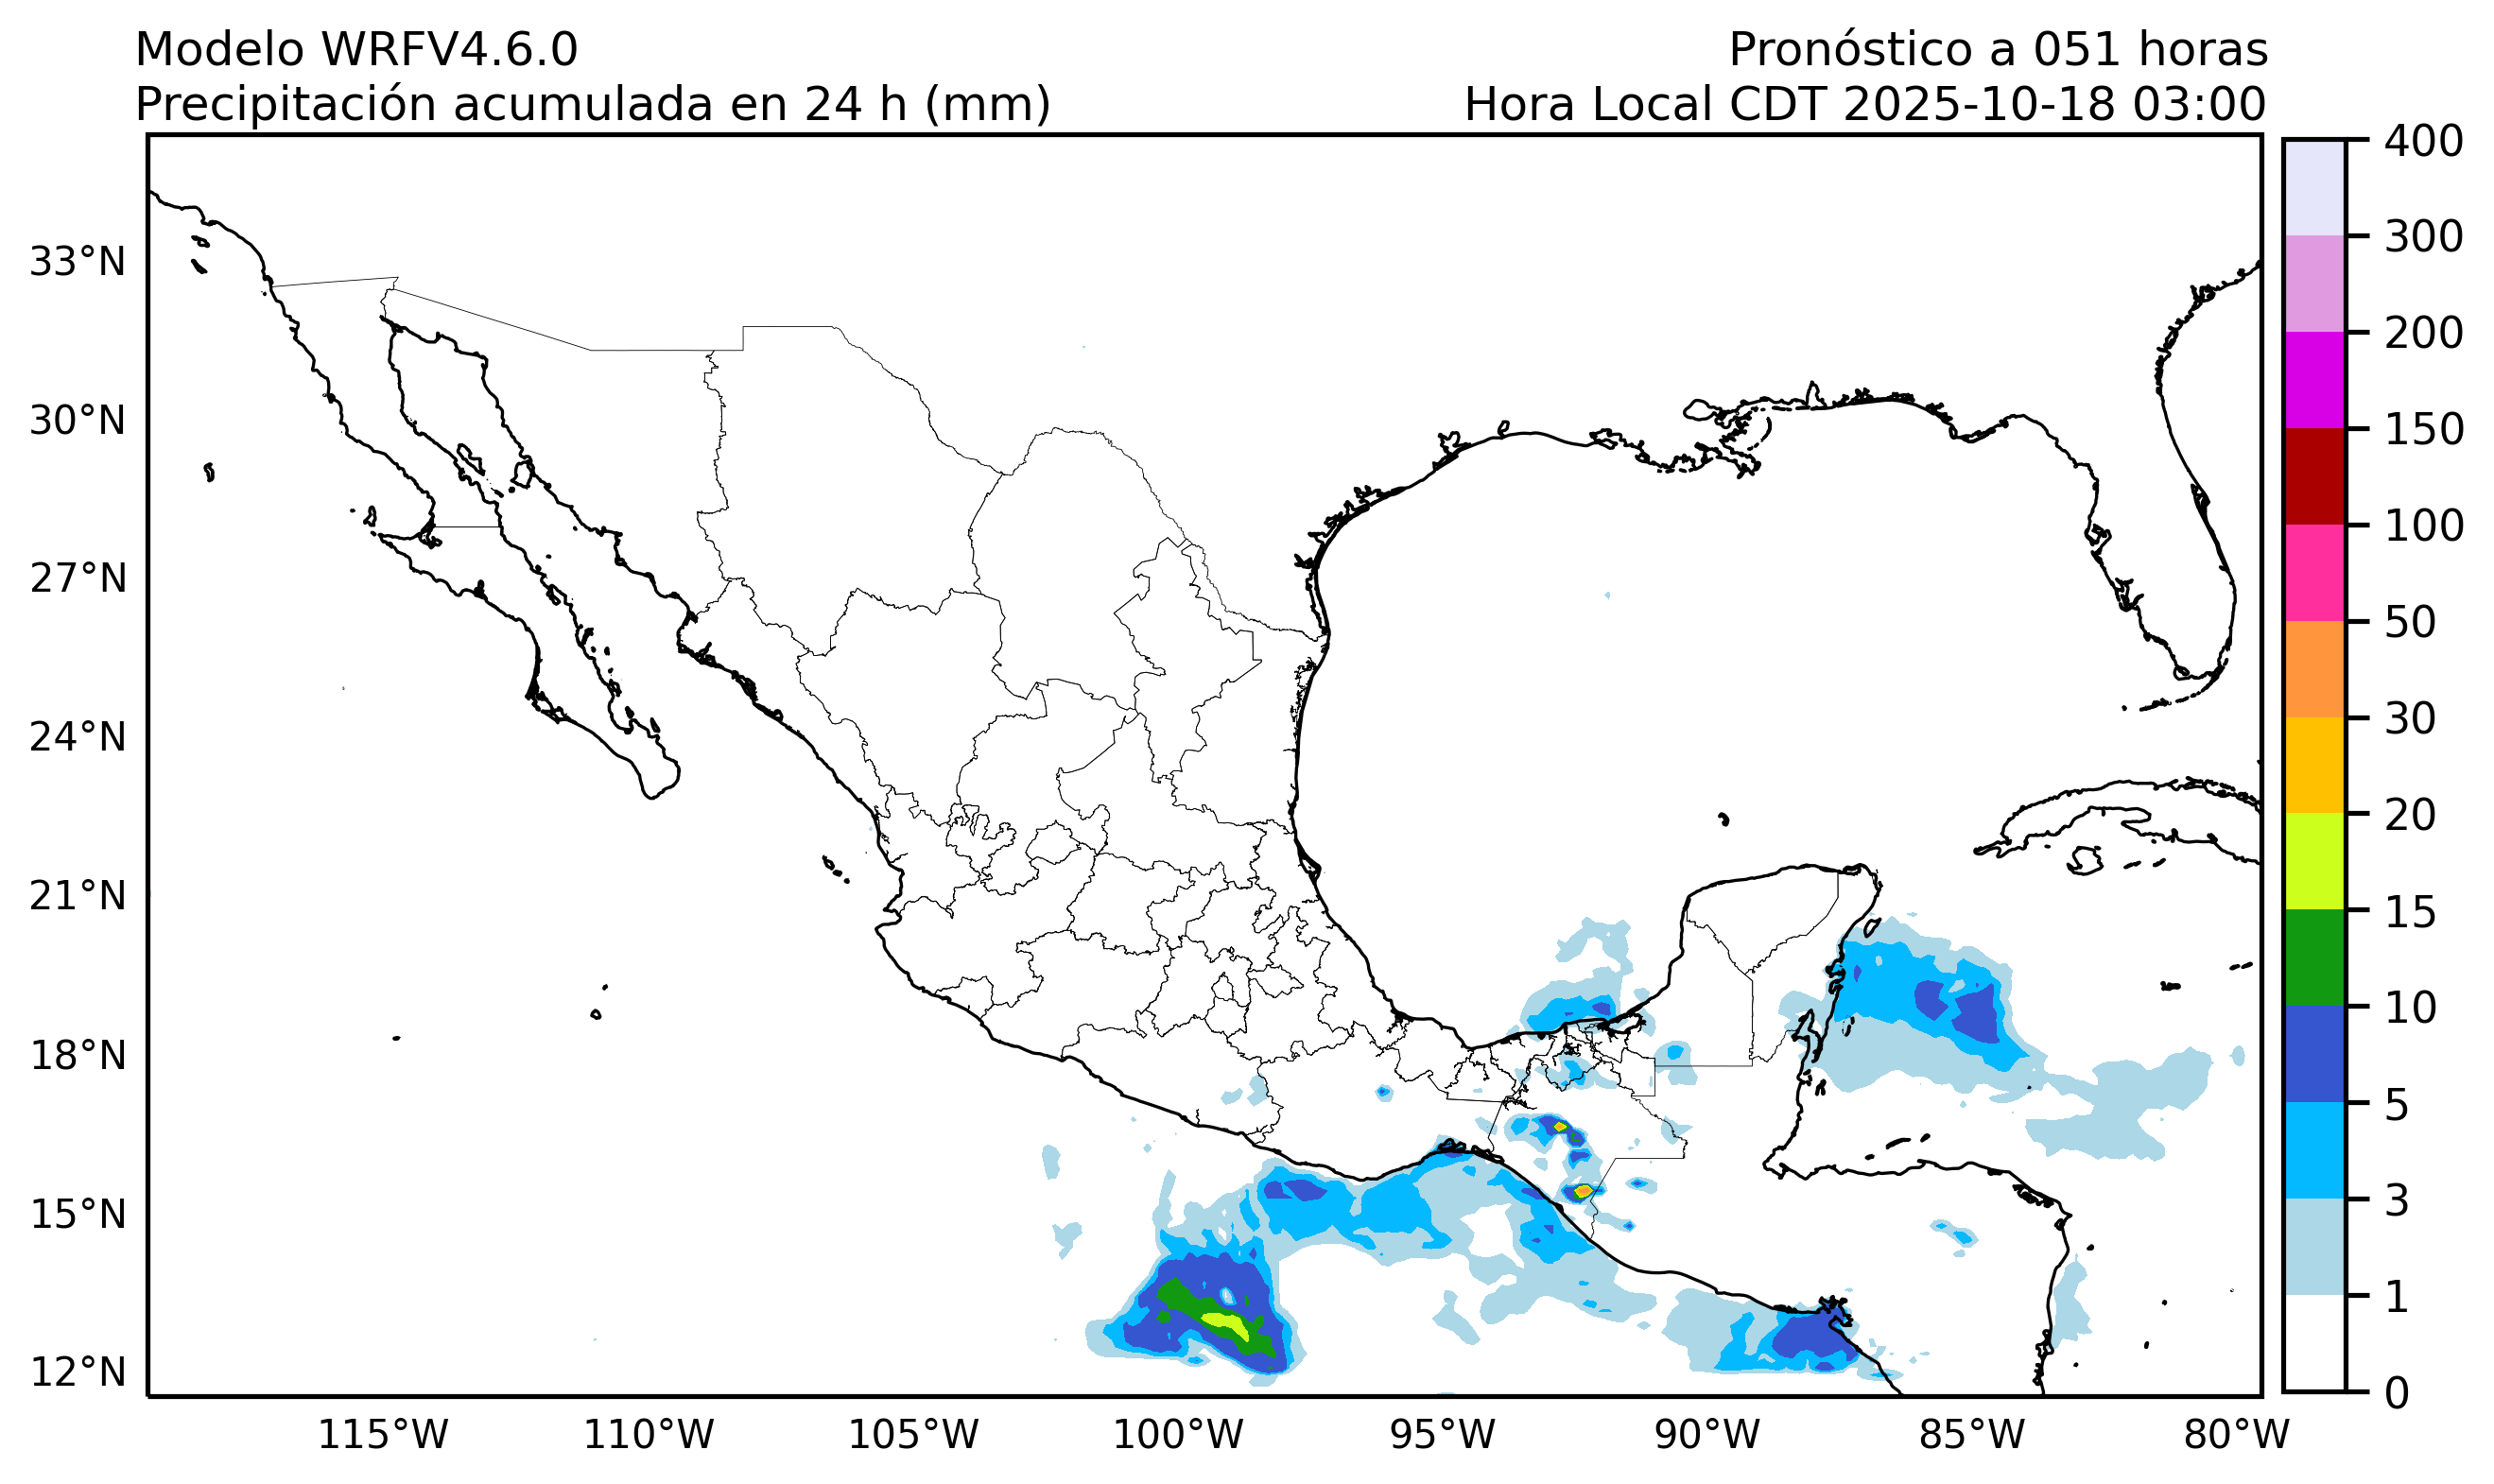 Modelo WRFV4.6.0
Pronóstico a 051 horas
Precipitación acumulada en 24 h (mm)
Hora Local CDT 2025-10-18 03:00
33°N
30°N
27°N
24°N
21°N
18°N
15°N
12°N
115°W
110°W
105°W
100°W
95°W
90°W
85°W
80°W
400
300
200
150
100
50
30
20
15
10
5
3
1
0